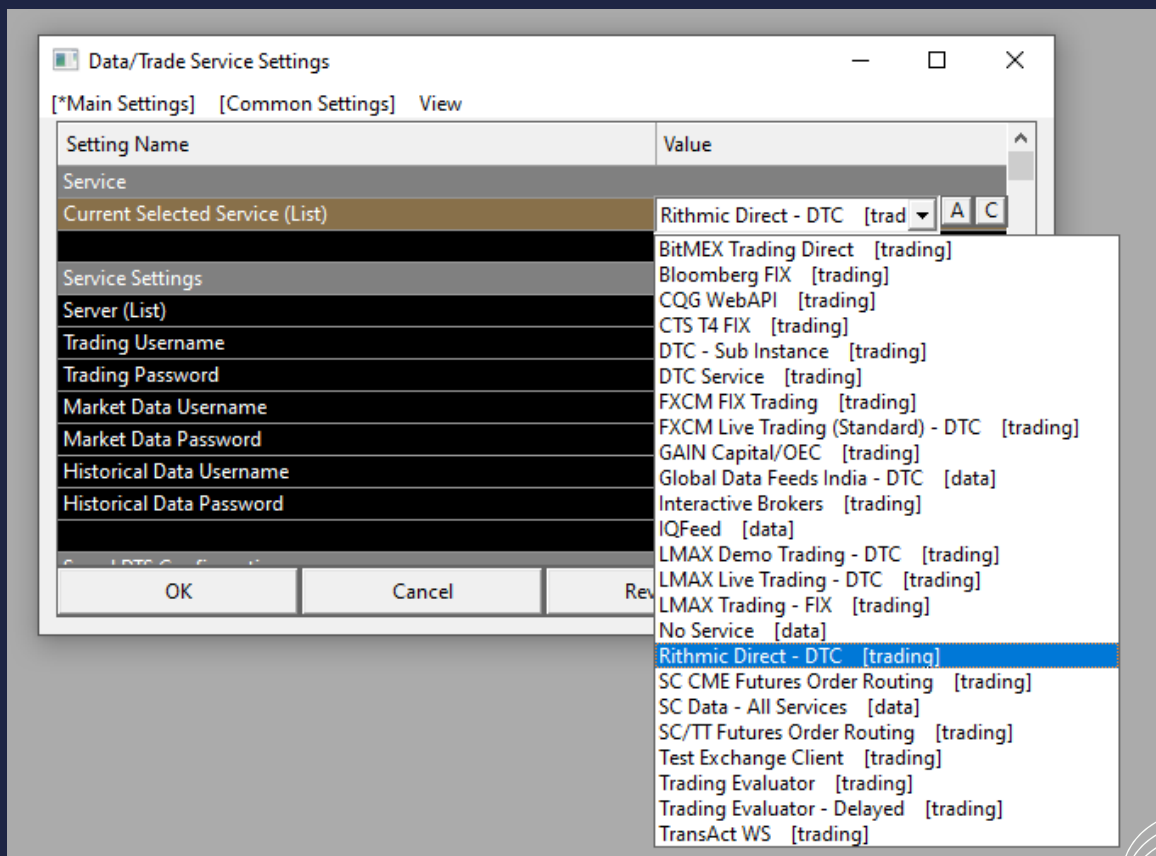 Data/Trade Service Settings
[*Main Settings] [Common Settings] View
Setting Name Value
Service
Current Selected Service (List) Rithmic Direct - DTC [trad A C
BitMEX Trading Direct [trading]
Service Settings Bloomberg FIX [trading]
CQG WebAPI [trading]
Server (List) CTS T4 FIX [trading]
Trading Username DTC - Sub Instance [trading]
Trading Password DTC Service [trading]
Market Data Username FXCM FIX Trading [trading]
FXCM Live Trading (Standard) - DTC [trading]
Market Data Password GAIN Capital/OEC [trading]
Historical Data Username Global Data Feeds India - DTC [data]
Historical Data Password Interactive Brokers [trading]
IQFeed [data]
LMAX Demo Trading - DTC [trading]
OK Cancel Rev LMAX Live Trading - DTC [trading]
LMAX Trading - FIX [trading]
No Service [data]
Rithmic Direct - DTC [trading]
SC CME Futures Order Routing [trading]
SC Data - All Services [data]
SC/TT Futures Order Routing [trading]
Test Exchange Client [trading]
Trading Evaluator [trading]
Trading Evaluator - Delayed [trading]
TransAct WS [trading]